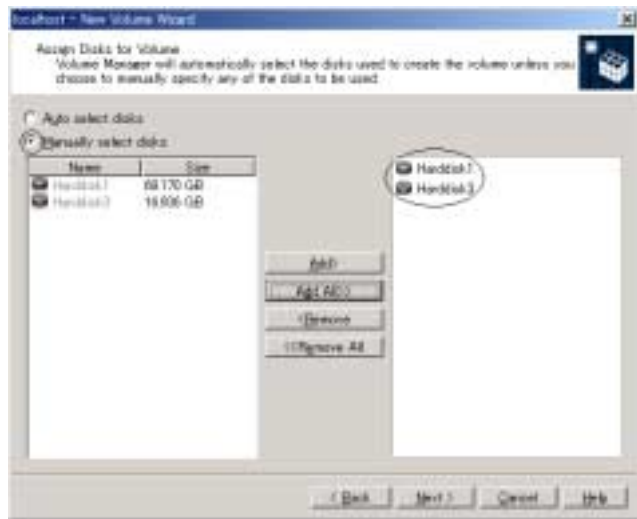 localhost - New Volume Wizard
Assign Disks for Volume
Volume Manager will automatically select the disks used to create the volume unless you
choose to manually specify any of the disks to be used
Auto select disks
Manually select disks
Name Size
Harddisk1 68.170 GB
Harddisk3 16.936 GB
Harddisk1
Harddisk3
Add>
Add All>>
<Remove
<<Remove All
< Back Next > Cancel Help